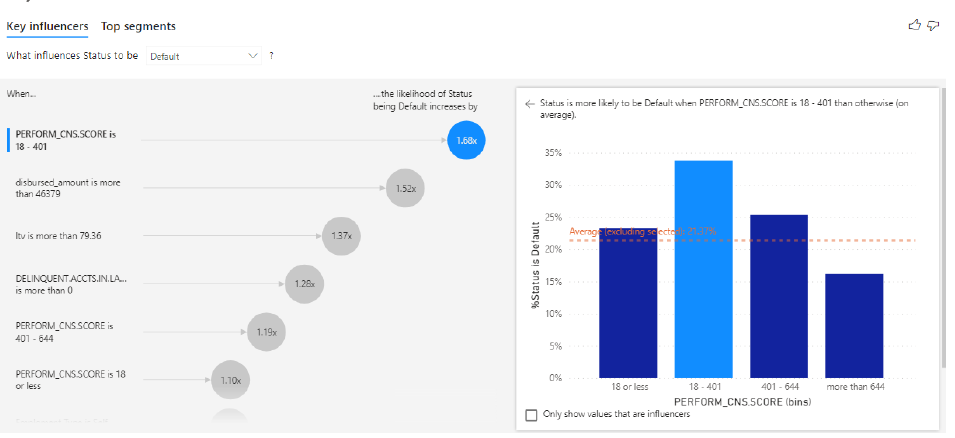 Key influencers Top segments
What influences Status to be Default ?
When...
...the likelihood of Status
being Default increases by
PERFORM_CNS.SCORE is
18 - 401
1.68x
disbursed_amount is more
than 46379
1.52x
ltv is more than 79.36
1.37x
DELINQUENT.ACCTS.IN.LA...
is more than 0
1.28x
PERFORM_CNS.SCORE is
401 - 644
1.19x
PERFORM_CNS.SCORE is 18
or less
1.10x
Status is more likely to be Default when PERFORM_CNS.SCORE is 18 - 401 than otherwise (on
average).
35%
30%
25%
20%
15%
10%
5%
0%
%Status is Default
Average (excluding selected):
18 or less
18 - 401
401 - 644
more than 644
PERFORM_CNS.SCORE (bins)
Only show values that are influencers